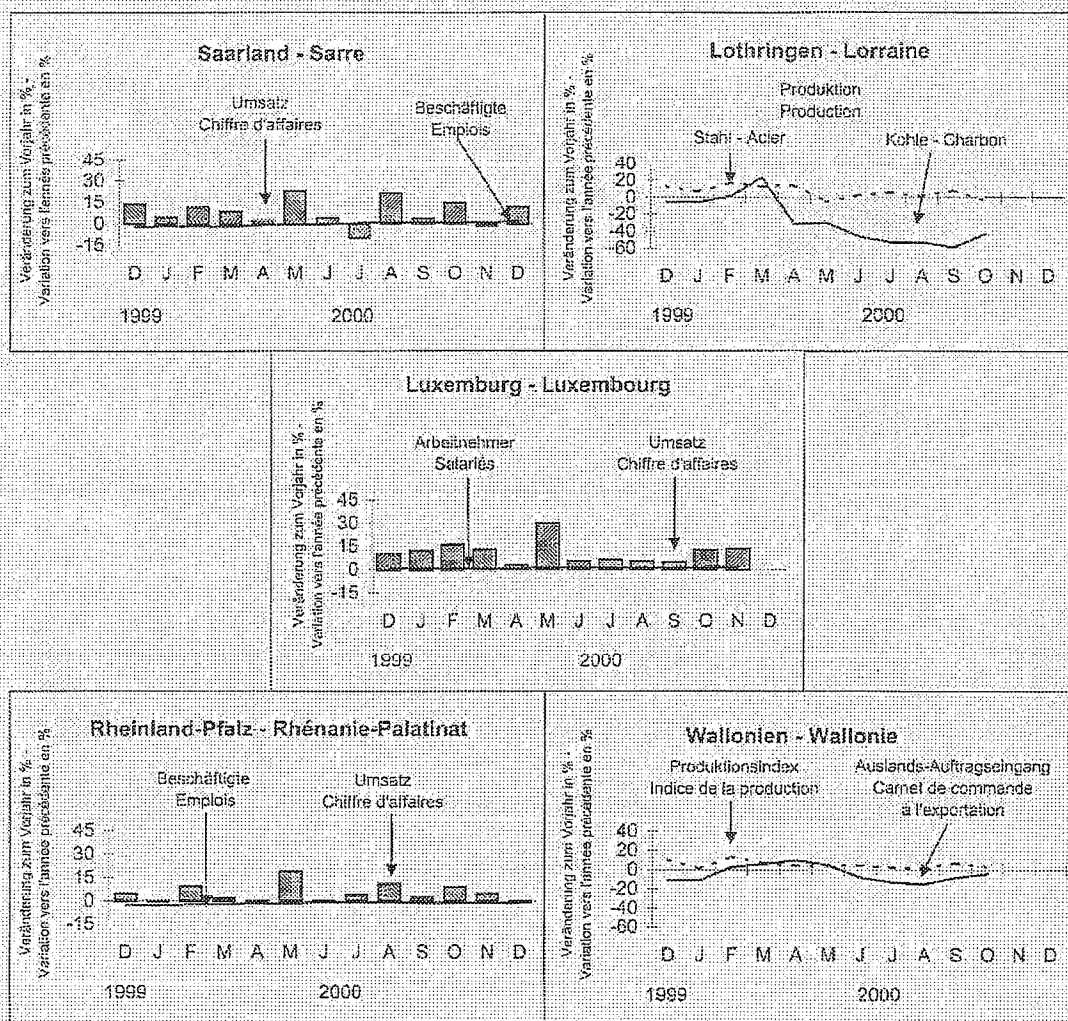 Saarland - Sarre
Veränderung zum Vorjahr in % -
Variation vers l'année précédente en %
Umsatz
Chiffre d'affaires
Beschäftigte
Emplois
45
30
15
0
-15
D J F M A M J J A S O N D
1999 2000
Lothringen - Lorraine
Veränderung zum Vorjahr in % -
Variation vers l'année précédente en %
Produktion
Production
Stahl - Acier
Kohle - Charbon
40
20
0
-20
-40
-60
D J F M A M J J A S O N D
1999 2000
Luxemburg - Luxembourg
Veränderung zum Vorjahr in % -
Variation vers l'année précédente en %
Arbeitnehmer
Salariés
Umsatz
Chiffre d'affaires
45
30
15
0
-15
D J F M A M J J A S O N D
1999 2000
Rheinland-Pfalz - Rhénanie-Palatinat
Veränderung zum Vorjahr in % -
Variation vers l'année précédente en %
Beschäftigte
Emplois
Umsatz
Chiffre d'affaires
45
30
15
0
-15
D J F M A M J J A S O N D
1999 2000
Wallonien - Wallonie
Veränderung zum Vorjahr in % -
Variation vers l'année précédente en %
Produktionsindex
Indice de la production
Auslands-Auftragseingang
Carnet de commande
à l'exportation
40
20
0
-20
-40
-60
D J F M A M J J A S O N D
1999 2000